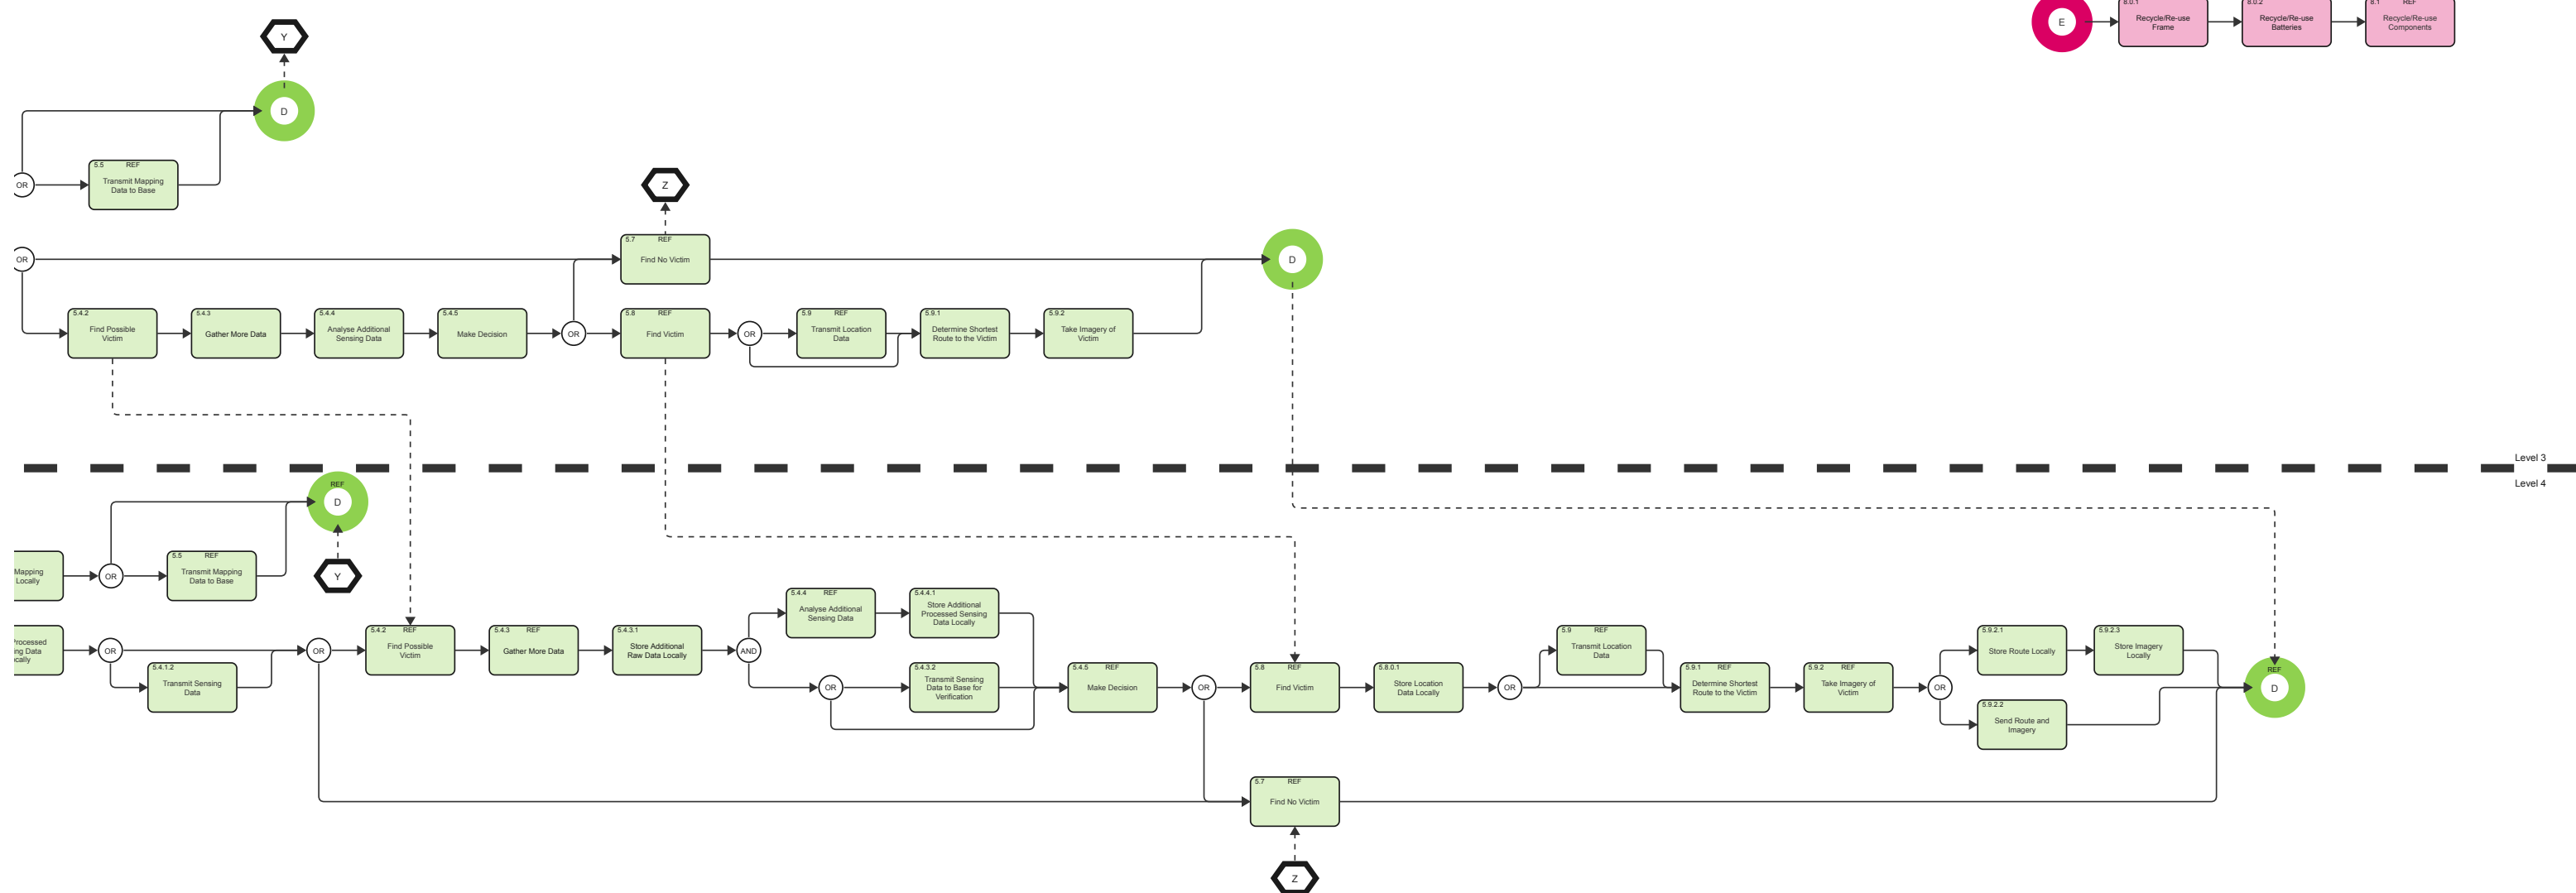 8.0.1
Recycle/Re-use
Frame
8.0.2
Recycle/Re-use
Batteries
8.1 REF
Recycle/Re-use
Components
E
Y
D
OR
5.5 REF
Transmit Mapping
Data to Base
Z
OR
5.7 REF
Find No Victim
D
5.4.2
Find Possible
Victim
5.4.3
Gather More Data
5.4.4
Analyse Additional
Sensing Data
5.4.5
Make Decision
OR
5.8 REF
Find Victim
OR
5.9 REF
Transmit Location
Data
5.9.1
Determine Shortest
Route to the Victim
5.9.2
Take Imagery of
Victim
Level 3
Level 4
REF
D
Mapping
Locally
OR
5.5 REF
Transmit Mapping
Data to Base
Y
rocessed
ing Data
cally
OR
5.4.1.2
Transmit Sensing
Data
OR
5.4.2 REF
Find Possible
Victim
5.4.3 REF
Gather More Data
5.4.3.1
Store Additional
Raw Data Locally
AND
5.4.4 REF
Analyse Additional
Sensing Data
5.4.4.1
Store Additional
Processed Sensing
Data Locally
OR
5.4.3.2
Transmit Sensing
Data to Base for
Verification
5.4.5 REF
Make Decision
OR
5.8 REF
Find Victim
5.8.0.1
Store Location
Data Locally
OR
5.9 REF
Transmit Location
Data
5.9.1 REF
Determine Shortest
Route to the Victim
5.9.2 REF
Take Imagery of
Victim
OR
5.9.2.1
Store Route Locally
5.9.2.3
Store Imagery
Locally
5.9.2.2
Send Route and
Imagery
REF
D
5.7 REF
Find No Victim
Z